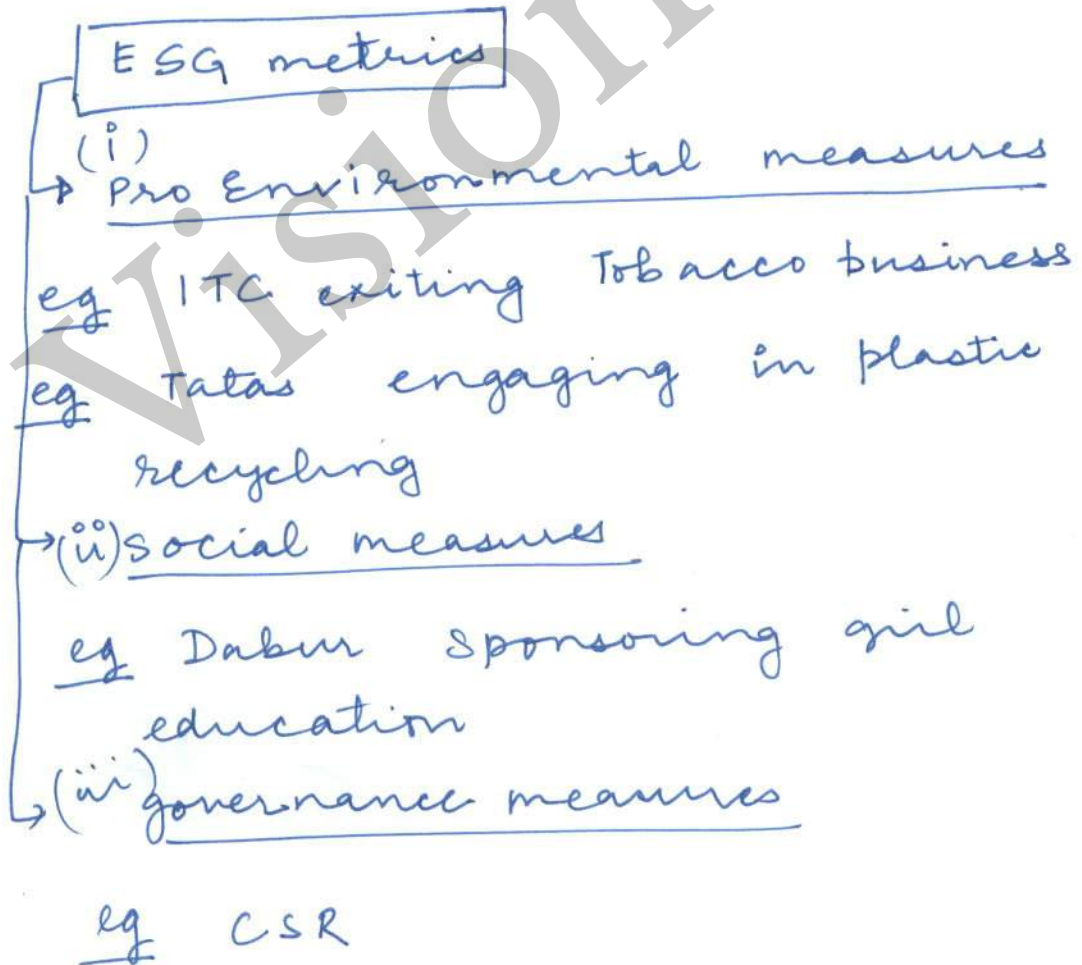 ESG metrics
(i)
Pro Environmental measures
eg ITC exiting Tobacco business
eg Tatas engaging in plastic
recycling
(ii) social measures
eg Dabur sponsoring girl
education
(iii) governance measures
eg CSR
Vision